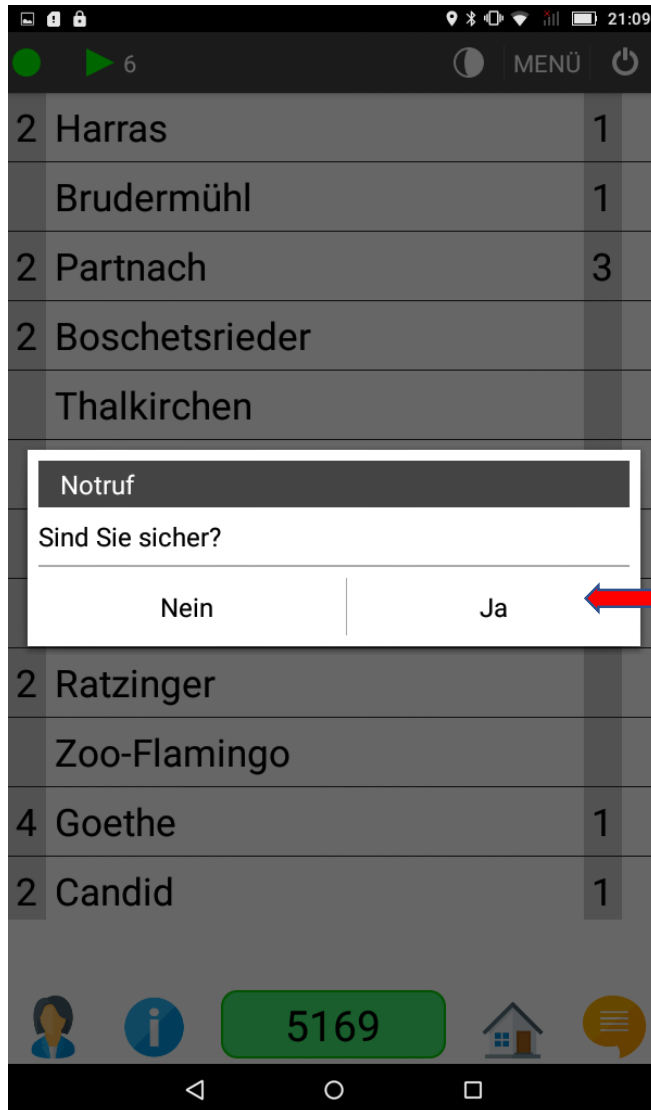 21:09
6 MENÜ
2 Harras 1
Brudermühl 1
2 Partnach 3
2 Boschetsrieder
Thalkirchen
Notruf
Sind Sie sicher?
Nein Ja
2 Ratzinger
Zoo-Flamingo
4 Goethe 1
2 Candid 1
5169